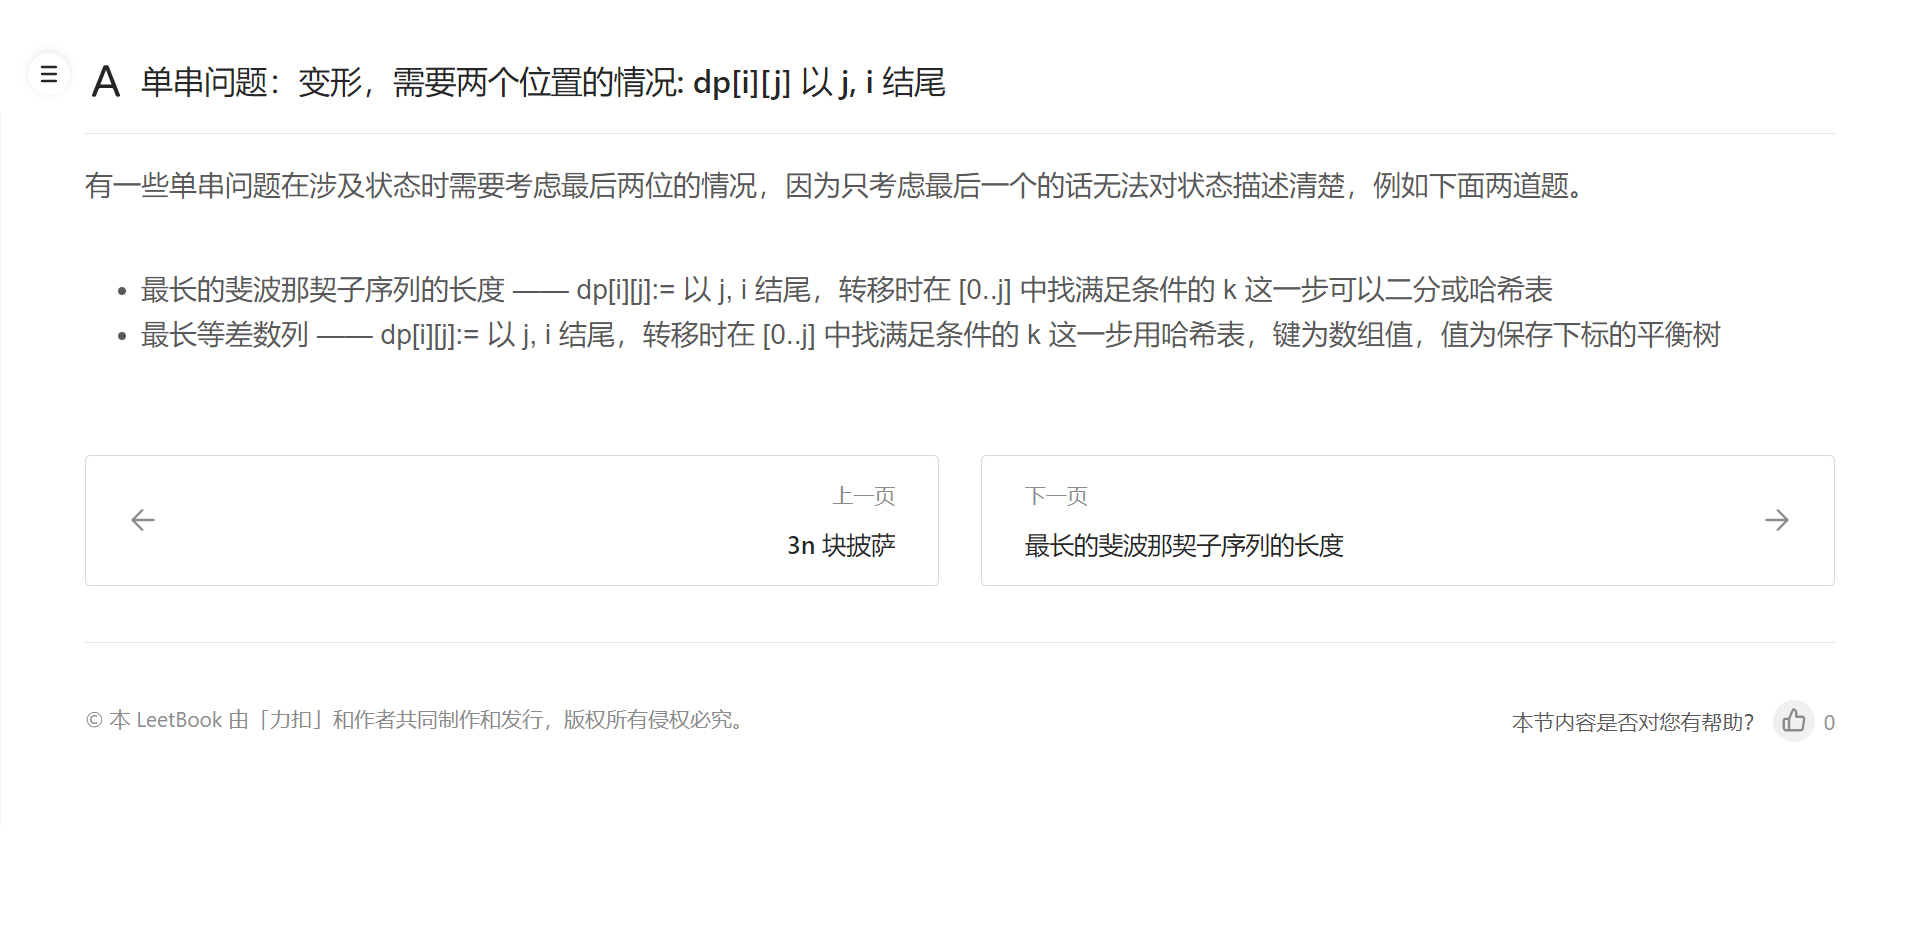 A 单串问题：变形，需要两个位置的情况: dp[i][j] 以 j, i 结尾
有一些单串问题在涉及状态时需要考虑最后两位的情况，因为只考虑最后一个的话无法对状态描述清楚，例如下面两道题。
• 最长的斐波那契子序列的长度 —— dp[i][j]:= 以 j, i 结尾，转移时在 [0..j] 中找满足条件的 k 这一步可以二分或哈希表
• 最长等差数列 —— dp[i][j]:= 以 j, i 结尾，转移时在 [0..j] 中找满足条件的 k 这一步用哈希表，键为数组值，值为保存下标的平衡树
上一页
3n 块披萨
下一页
最长的斐波那契子序列的长度
© 本 LeetBook 由「力扣」和作者共同制作和发行，版权所有侵权必究。
本节内容是否对您有帮助？ 0